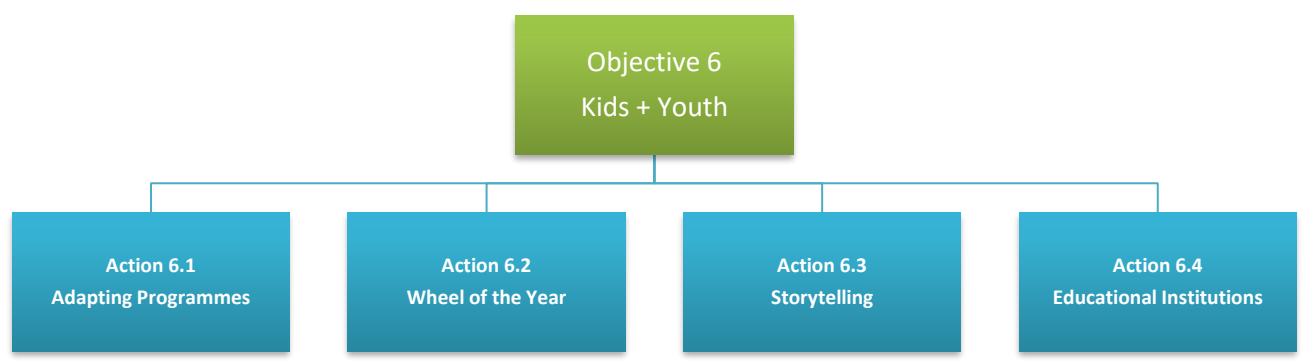 Objective 6
Kids + Youth
Action 6.1
Adapting Programmes
Action 6.2
Wheel of the Year
Action 6.3
Storytelling
Action 6.4
Educational Institutions